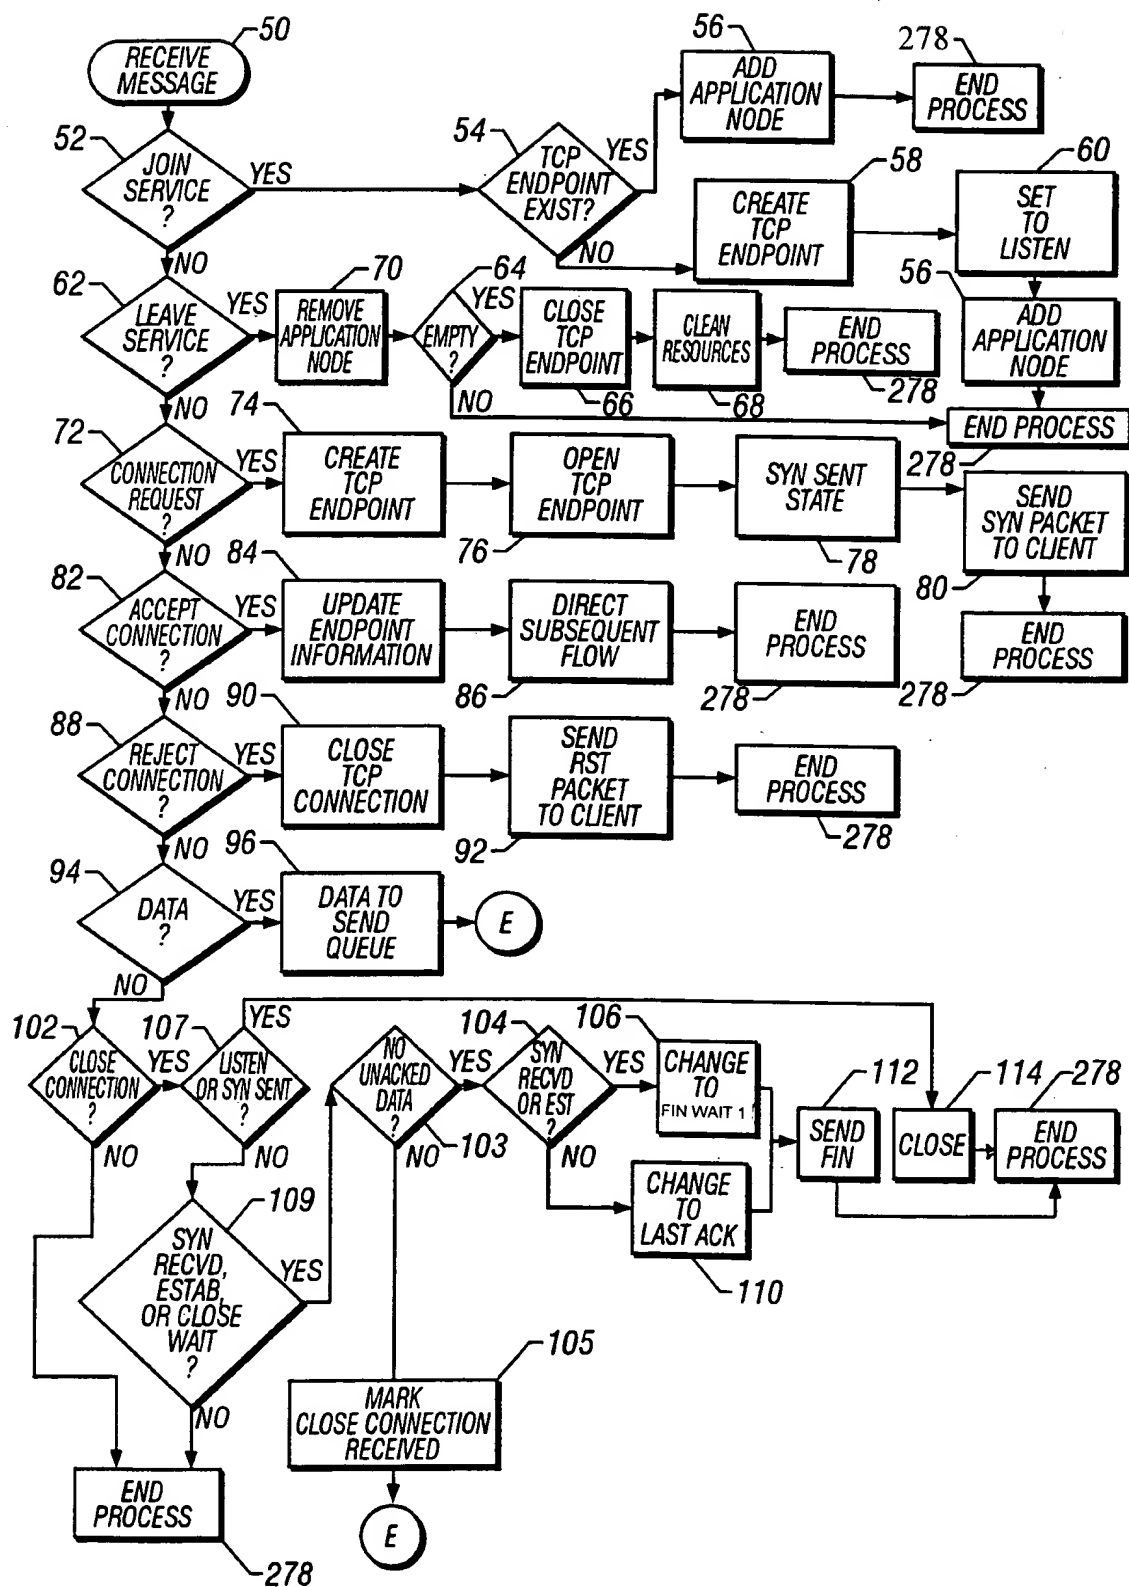 50
RECEIVE
MESSAGE
52
JOIN
SERVICE
?
YES
NO
54
TCP
ENDPOINT
EXIST?
YES
NO
56
ADD
APPLICATION
NODE
278
END
PROCESS
58
CREATE
TCP
ENDPOINT
60
SET
TO
LISTEN
56
ADD
APPLICATION
NODE
END PROCESS
278
62
LEAVE
SERVICE
?
YES
NO
70
REMOVE
APPLICATION
NODE
64
EMPTY
?
YES
NO
CLOSE
TCP
ENDPOINT
66
CLEAN
RESOURCES
68
END
PROCESS
278
72
CONNECTION
REQUEST
?
YES
NO
74
CREATE
TCP
ENDPOINT
OPEN
TCP
ENDPOINT
76
SYN SENT
STATE
78
SEND
SYN PACKET
TO CLIENT
80
END
PROCESS
278
82
ACCEPT
CONNECTION
?
YES
NO
84
UPDATE
ENDPOINT
INFORMATION
DIRECT
SUBSEQUENT
FLOW
86
END
PROCESS
278
88
REJECT
CONNECTION
?
YES
NO
90
CLOSE
TCP
CONNECTION
SEND
RST
PACKET
TO CLIENT
92
END
PROCESS
278
94
DATA
?
YES
NO
96
DATA TO
SEND
QUEUE
E
102
CLOSE
CONNECTION
?
YES
NO
107
LISTEN
OR SYN SENT
?
YES
NO
NO
UNACKED
DATA
?
YES
NO
103
104
SYN
RECVD
OR EST
?
YES
NO
106
CHANGE
TO
FIN WAIT 1
CHANGE
TO
LAST ACK
110
112
SEND
FIN
114
CLOSE
278
END
PROCESS
109
SYN
RECVD,
ESTAB,
OR CLOSE
WAIT
?
YES
NO
105
MARK
CLOSE CONNECTION
RECEIVED
E
END
PROCESS
278